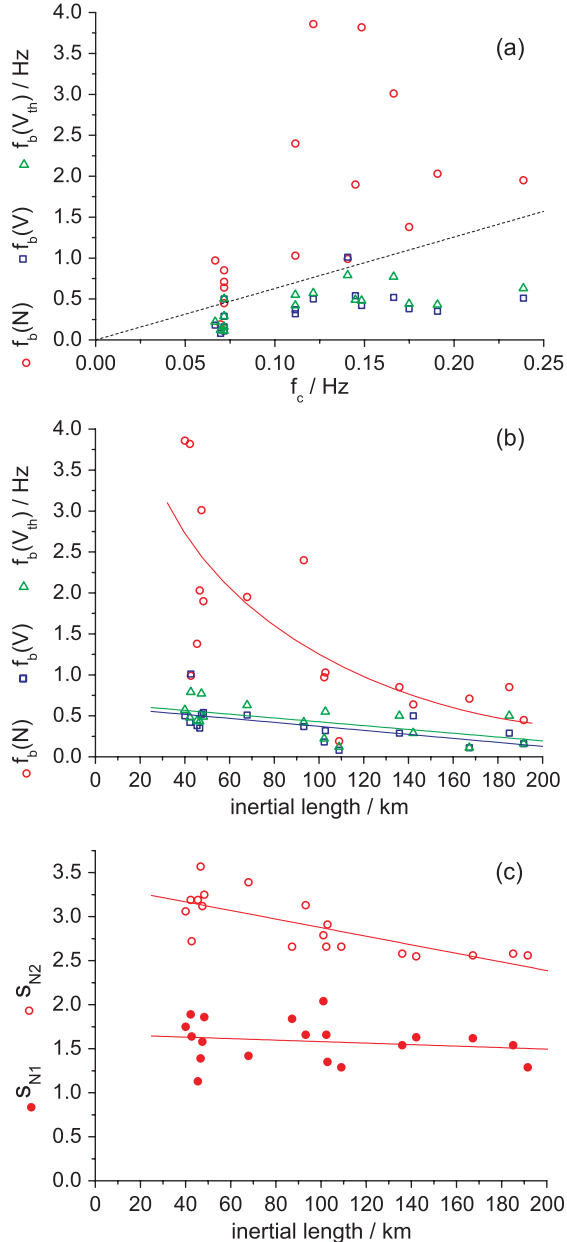 (a)
f_b(N) f_b(V) f_b(V_th) / Hz
4.0
3.5
3.0
2.5
2.0
1.5
1.0
0.5
0.0
0.00 0.05 0.10 0.15 0.20 0.25
f_c / Hz
(b)
f_b(N) f_b(V) f_b(V_th) / Hz
4.0
3.5
3.0
2.5
2.0
1.5
1.0
0.5
0.0
0 20 40 60 80 100 120 140 160 180 200
inertial length / km
(c)
s_N1 s_N2
3.5
3.0
2.5
2.0
1.5
1.0
0.5
0.0
0 20 40 60 80 100 120 140 160 180 200
inertial length / km